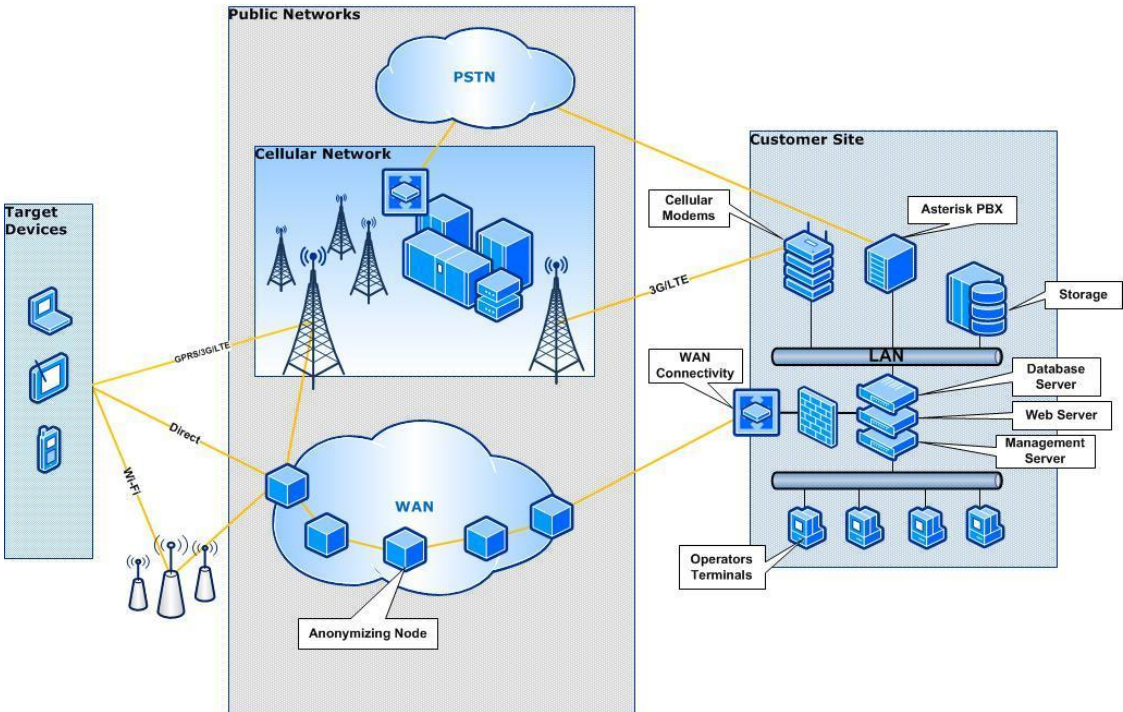 Public Networks
PSTN
Cellular Network
Customer Site
Cellular
Modems
Asterisk PBX
Storage
Target
Devices
3G/LTE
GPRS/3G/LTE
LAN
WAN
Connectivity
Database
Server
Web Server
Management
Server
Direct
Wi-Fi
WAN
Operators
Terminals
Anonymizing Node